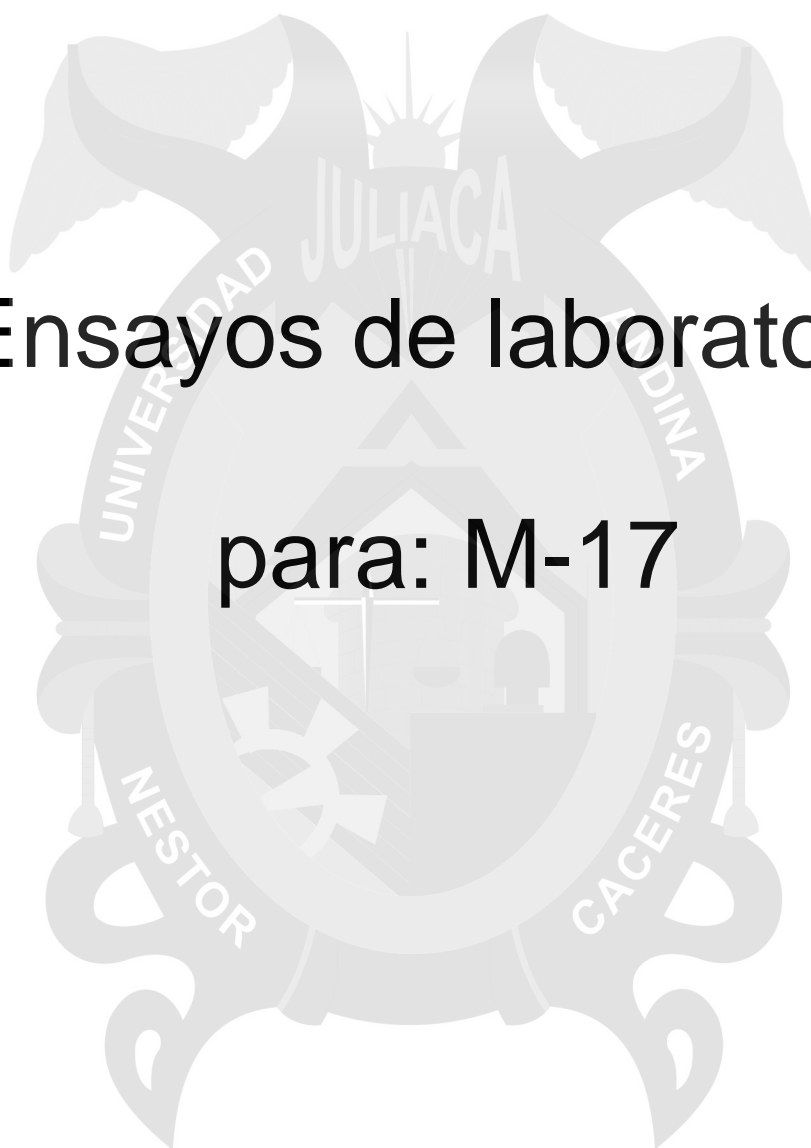 JULIACA
UNIVERSIDAD
ANDINA
Ensayos de laborato
para: M-17
NESTOR
CACERES